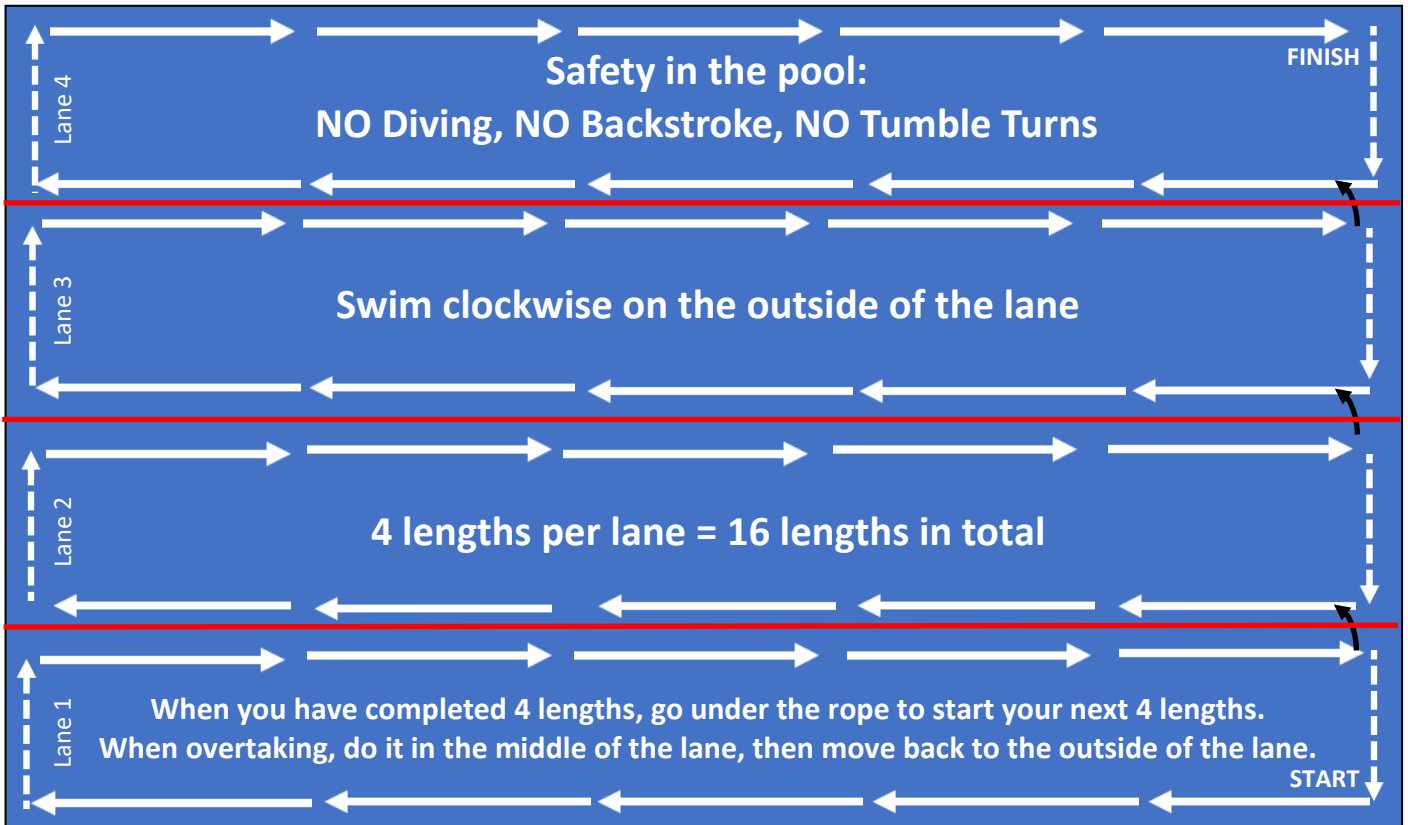 FINISH
Lane 4
Safety in the pool:
NO Diving, NO Backstroke, NO Tumble Turns
Lane 3
Swim clockwise on the outside of the lane
Lane 2
4 lengths per lane = 16 lengths in total
Lane 1
When you have completed 4 lengths, go under the rope to start your next 4 lengths.
When overtaking, do it in the middle of the lane, then move back to the outside of the lane.
START